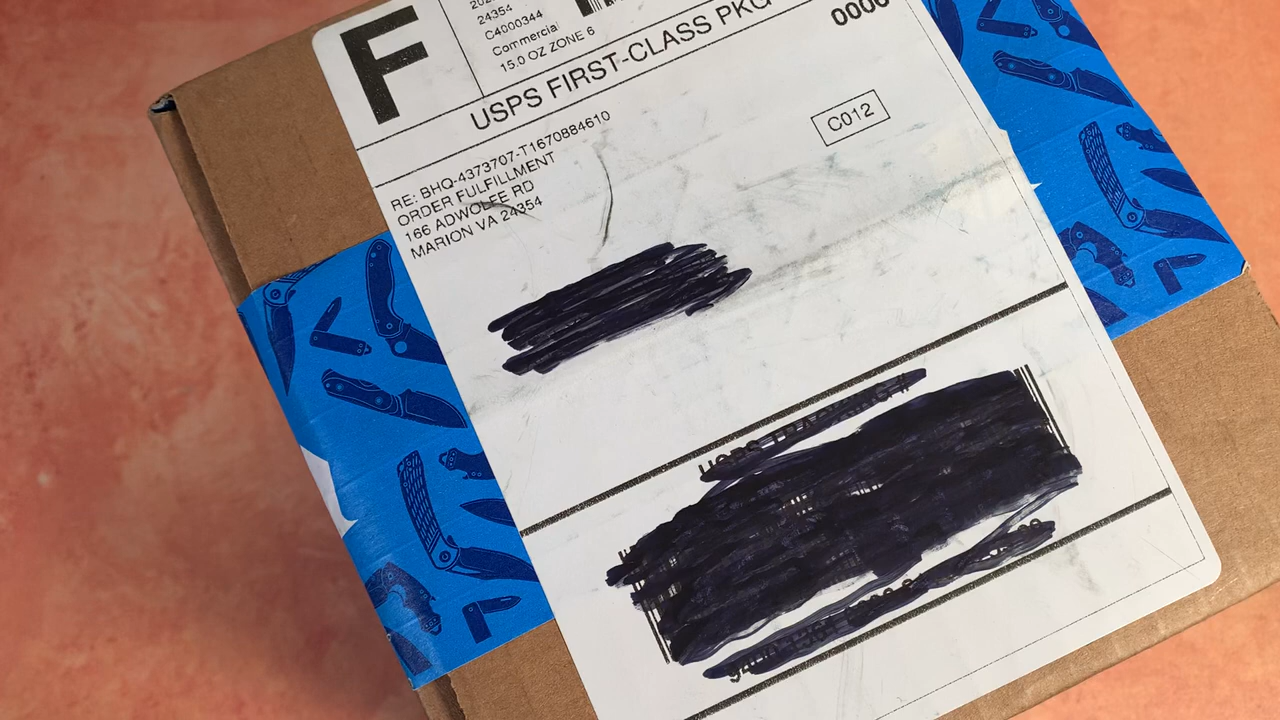 F
24354
C4000344
Commercial
15.0 OZ ZONE 6
USPS FIRST-CLASS PKG
0006
RE: BHQ-4373707-T1670884610
ORDER FULFILLMENT
166 ADWOLFE RD
MARION VA 24354
C012